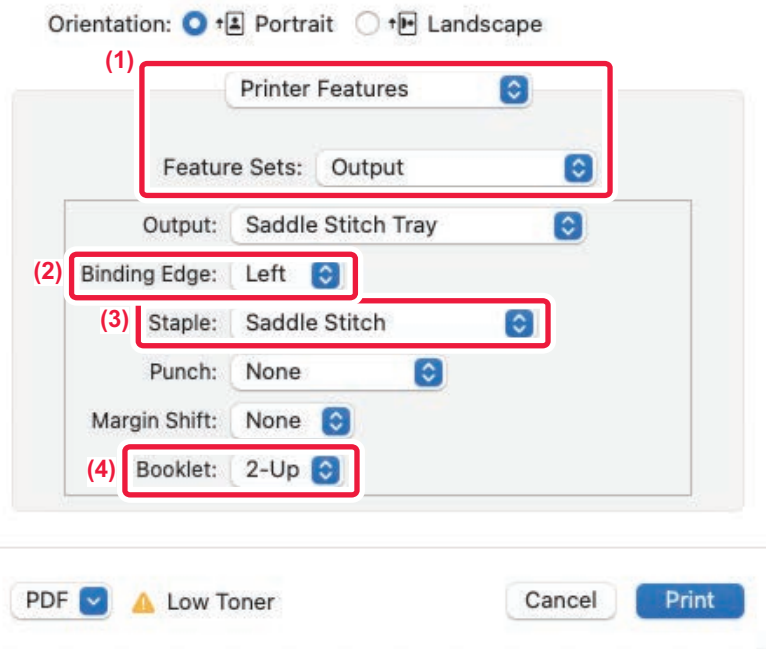 Orientation: Portrait Landscape
(1)
Printer Features
Feature Sets: Output
Output: Saddle Stitch Tray
(2) Binding Edge: Left
(3) Staple: Saddle Stitch
Punch: None
Margin Shift: None
(4) Booklet: 2-Up
PDF Low Toner Cancel Print